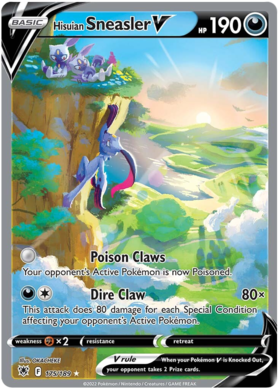 BASIC
Hisuian Sneasler V HP 190
Poison Claws
Your opponent's Active Pokémon is now Poisoned.
Dire Claw 80×
This attack does 80 damage for each Special Condition
affecting your opponent's Active Pokémon.
weakness ×2 resistance retreat
V rule When your Pokémon V is Knocked Out,
your opponent takes 2 Prize cards.
Illus. OKACHEKE
F 175/189
©2022 Pokémon / Nintendo / Creatures / GAME FREAK